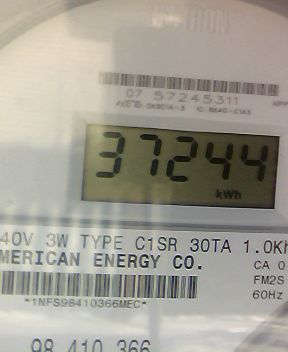 07 57245311
37244
kWh
40V 3W TYPE C1SR 30TA 1.0Kh
MERICAN ENERGY CO.
CA 0
FM2S
60Hz
*1NFS98410366MEC*
98 410 366